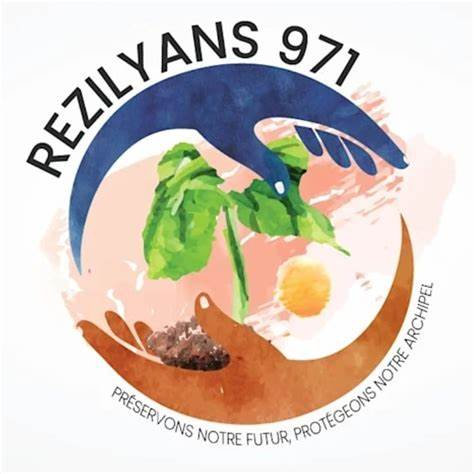 REZILYANS 971
PRÉSERVONS NOTRE FUTUR, PROTÉGEONS NOTRE ARCHIPEL